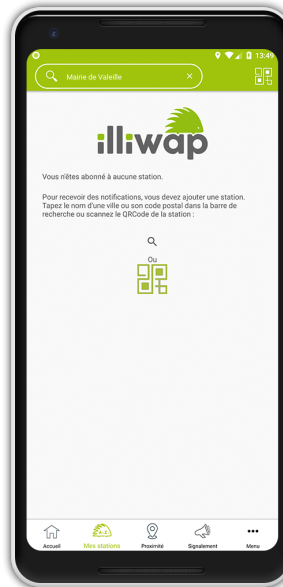 13:49
Mairie de Valeille
illiwap
Vous n'êtes abonné à aucune station.
Pour recevoir des notifications, vous devez ajouter une station.
Tapez le nom d'une ville ou son code postal dans la barre de
recherche ou scannez le QRCode de la station :
Ou
A-Z
Accueil Mes stations Proximité Signalement Menu